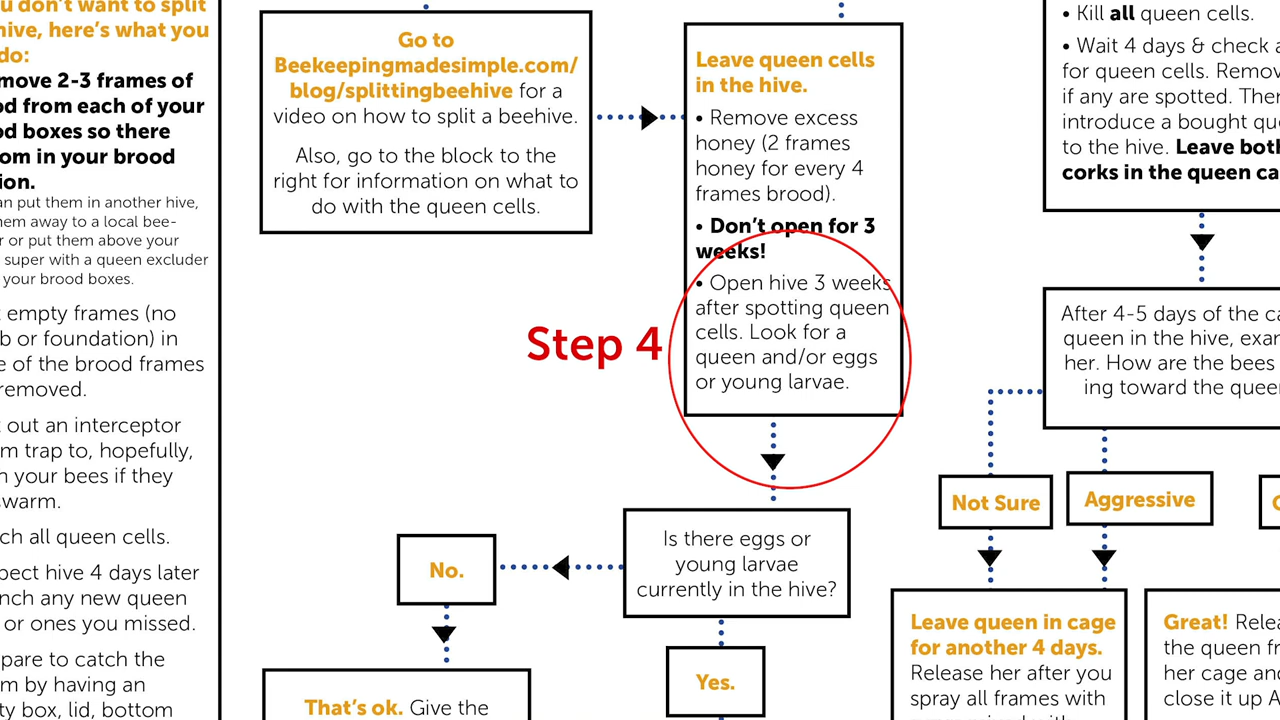 u don't want to split
hive, here's what you
do:
move 2-3 frames of
od from each of your
od boxes so there
om in your brood
ion.
an put them in another hive,
hem away to a local bee-
r or put them above your
super with a queen excluder
your brood boxes.
t empty frames (no
b or foundation) in
e of the brood frames
removed.
t out an interceptor
m trap to, hopefully,
h your bees if they
swarm.
ch all queen cells.
pect hive 4 days later
nch any new queen
or ones you missed.
pare to catch the
m by having an
ty box, lid, bottom
Go to
Beekeepingmadesimple.com/
blog/splittingbeehive for a
video on how to split a beehive.
Also, go to the block to the
right for information on what to
do with the queen cells.
Leave queen cells
in the hive.
• Remove excess
honey (2 frames
honey for every 4
frames brood).
• Don't open for 3
weeks!
• Open hive 3 weeks
after spotting queen
cells. Look for a
queen and/or eggs
or young larvae.
Step 4
Is there eggs or
young larvae
currently in the hive?
No.
Yes.
That's ok. Give the
• Kill all queen cells.
• Wait 4 days & check a
for queen cells. Remov
if any are spotted. Then
introduce a bought que
to the hive. Leave both
corks in the queen ca
After 4-5 days of the ca
queen in the hive, exam
her. How are the bees
ing toward the queen
Not Sure
Aggressive
Leave queen in cage
for another 4 days.
Release her after you
spray all frames with
Great! Relea
the queen fr
her cage and
close it up A